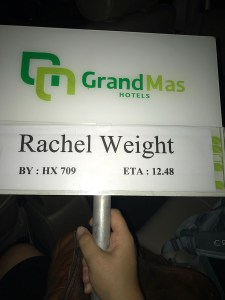 GrandMas
HOTELS
Rachel Weight
BY : HX 709 ETA : 12.48